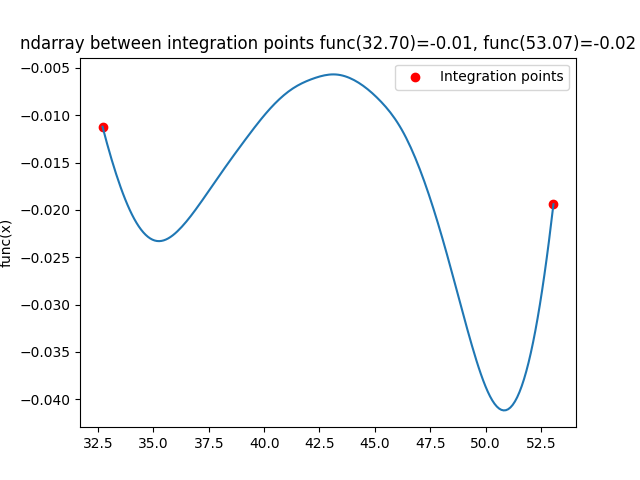 ndarray between integration points func(32.70)=-0.01, func(53.07)=-0.02
Integration points
func(x)
−0.005
−0.010
−0.015
−0.020
−0.025
−0.030
−0.035
−0.040
32.5 35.0 37.5 40.0 42.5 45.0 47.5 50.0 52.5